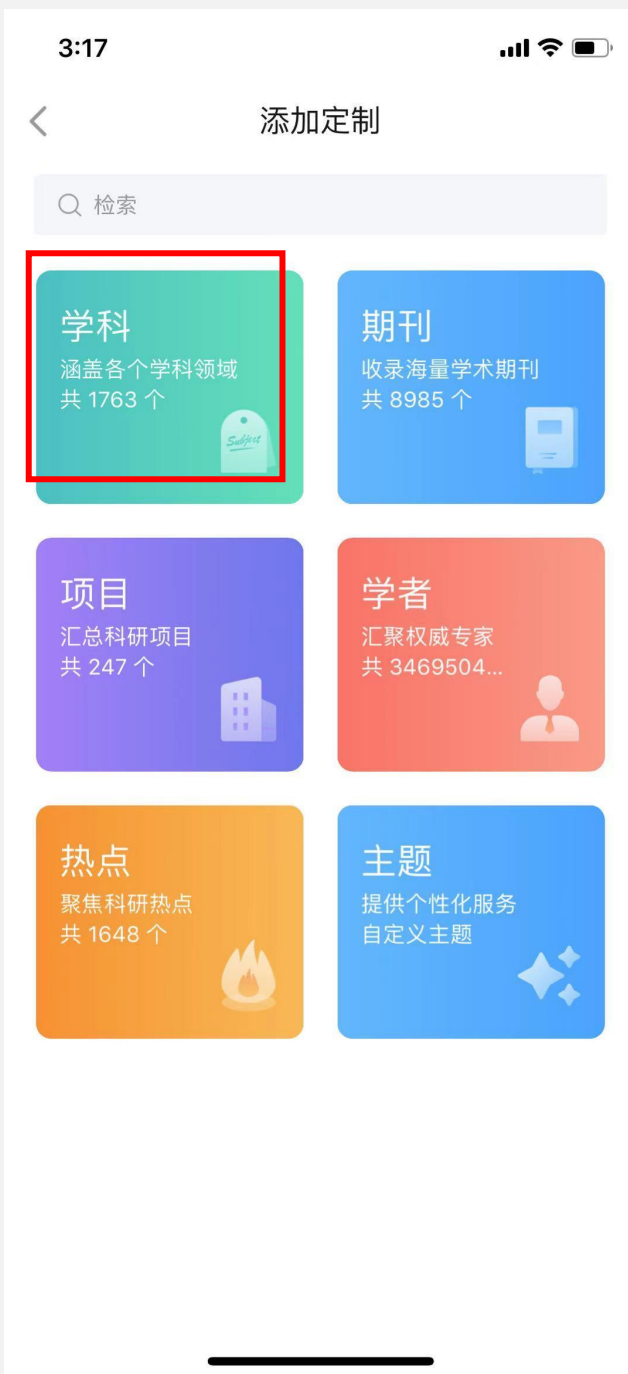 3:17
添加定制
检索
学科
涵盖各个学科领域
共 1763 个
Subject
期刊
收录海量学术期刊
共 8985 个
项目
汇总科研项目
共 247 个
学者
汇聚权威专家
共 3469504...
热点
聚焦科研热点
共 1648 个
主题
提供个性化服务
自定义主题